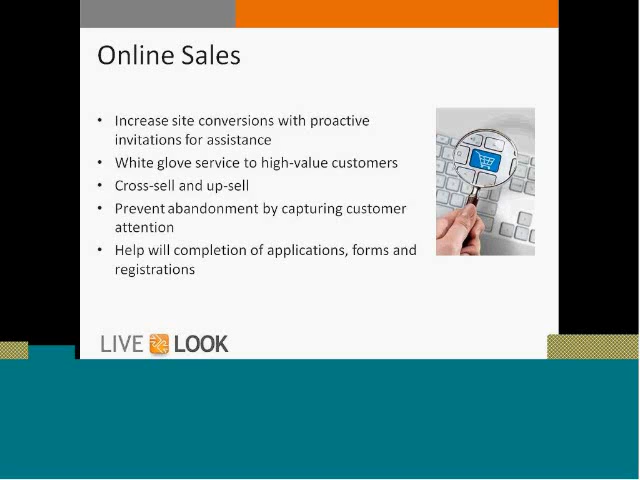 Online Sales
• Increase site conversions with proactive
invitations for assistance
• White glove service to high-value customers
• Cross-sell and up-sell
• Prevent abandonment by capturing customer
attention
• Help will completion of applications, forms and
registrations
LIVE LOOK